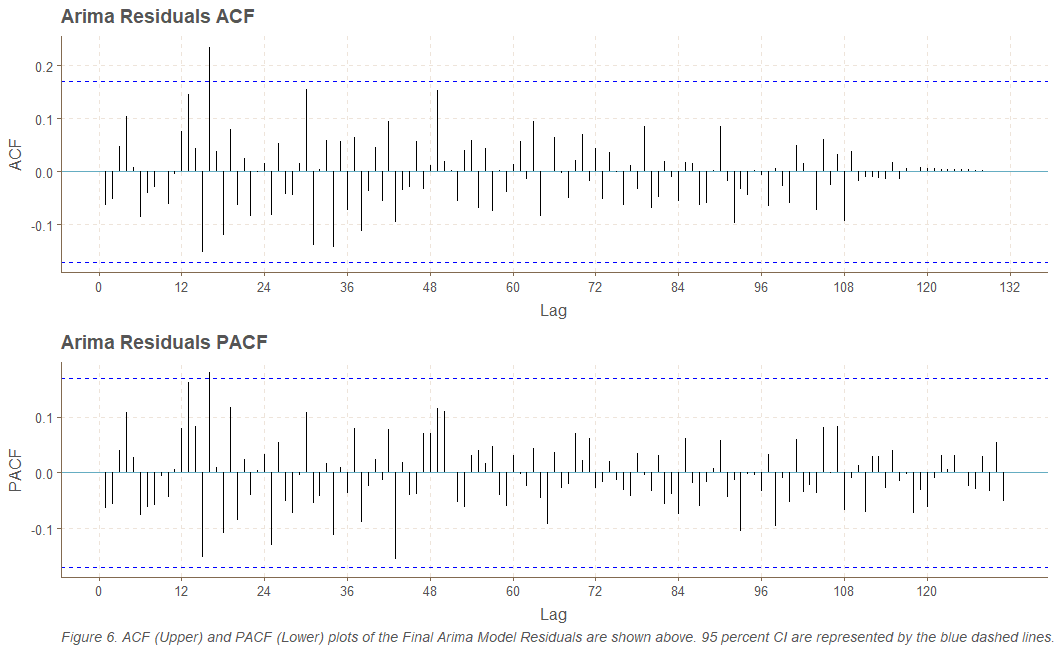 Arima Residuals ACF
ACF
0.2
0.1
0.0
-0.1
0 12 24 36 48 60 72 84 96 108 120 132
Lag
Arima Residuals PACF
PACF
0.1
0.0
-0.1
0 12 24 36 48 60 72 84 96 108 120
Lag
Figure 6. ACF (Upper) and PACF (Lower) plots of the Final Arima Model Residuals are shown above. 95 percent CI are represented by the blue dashed lines.